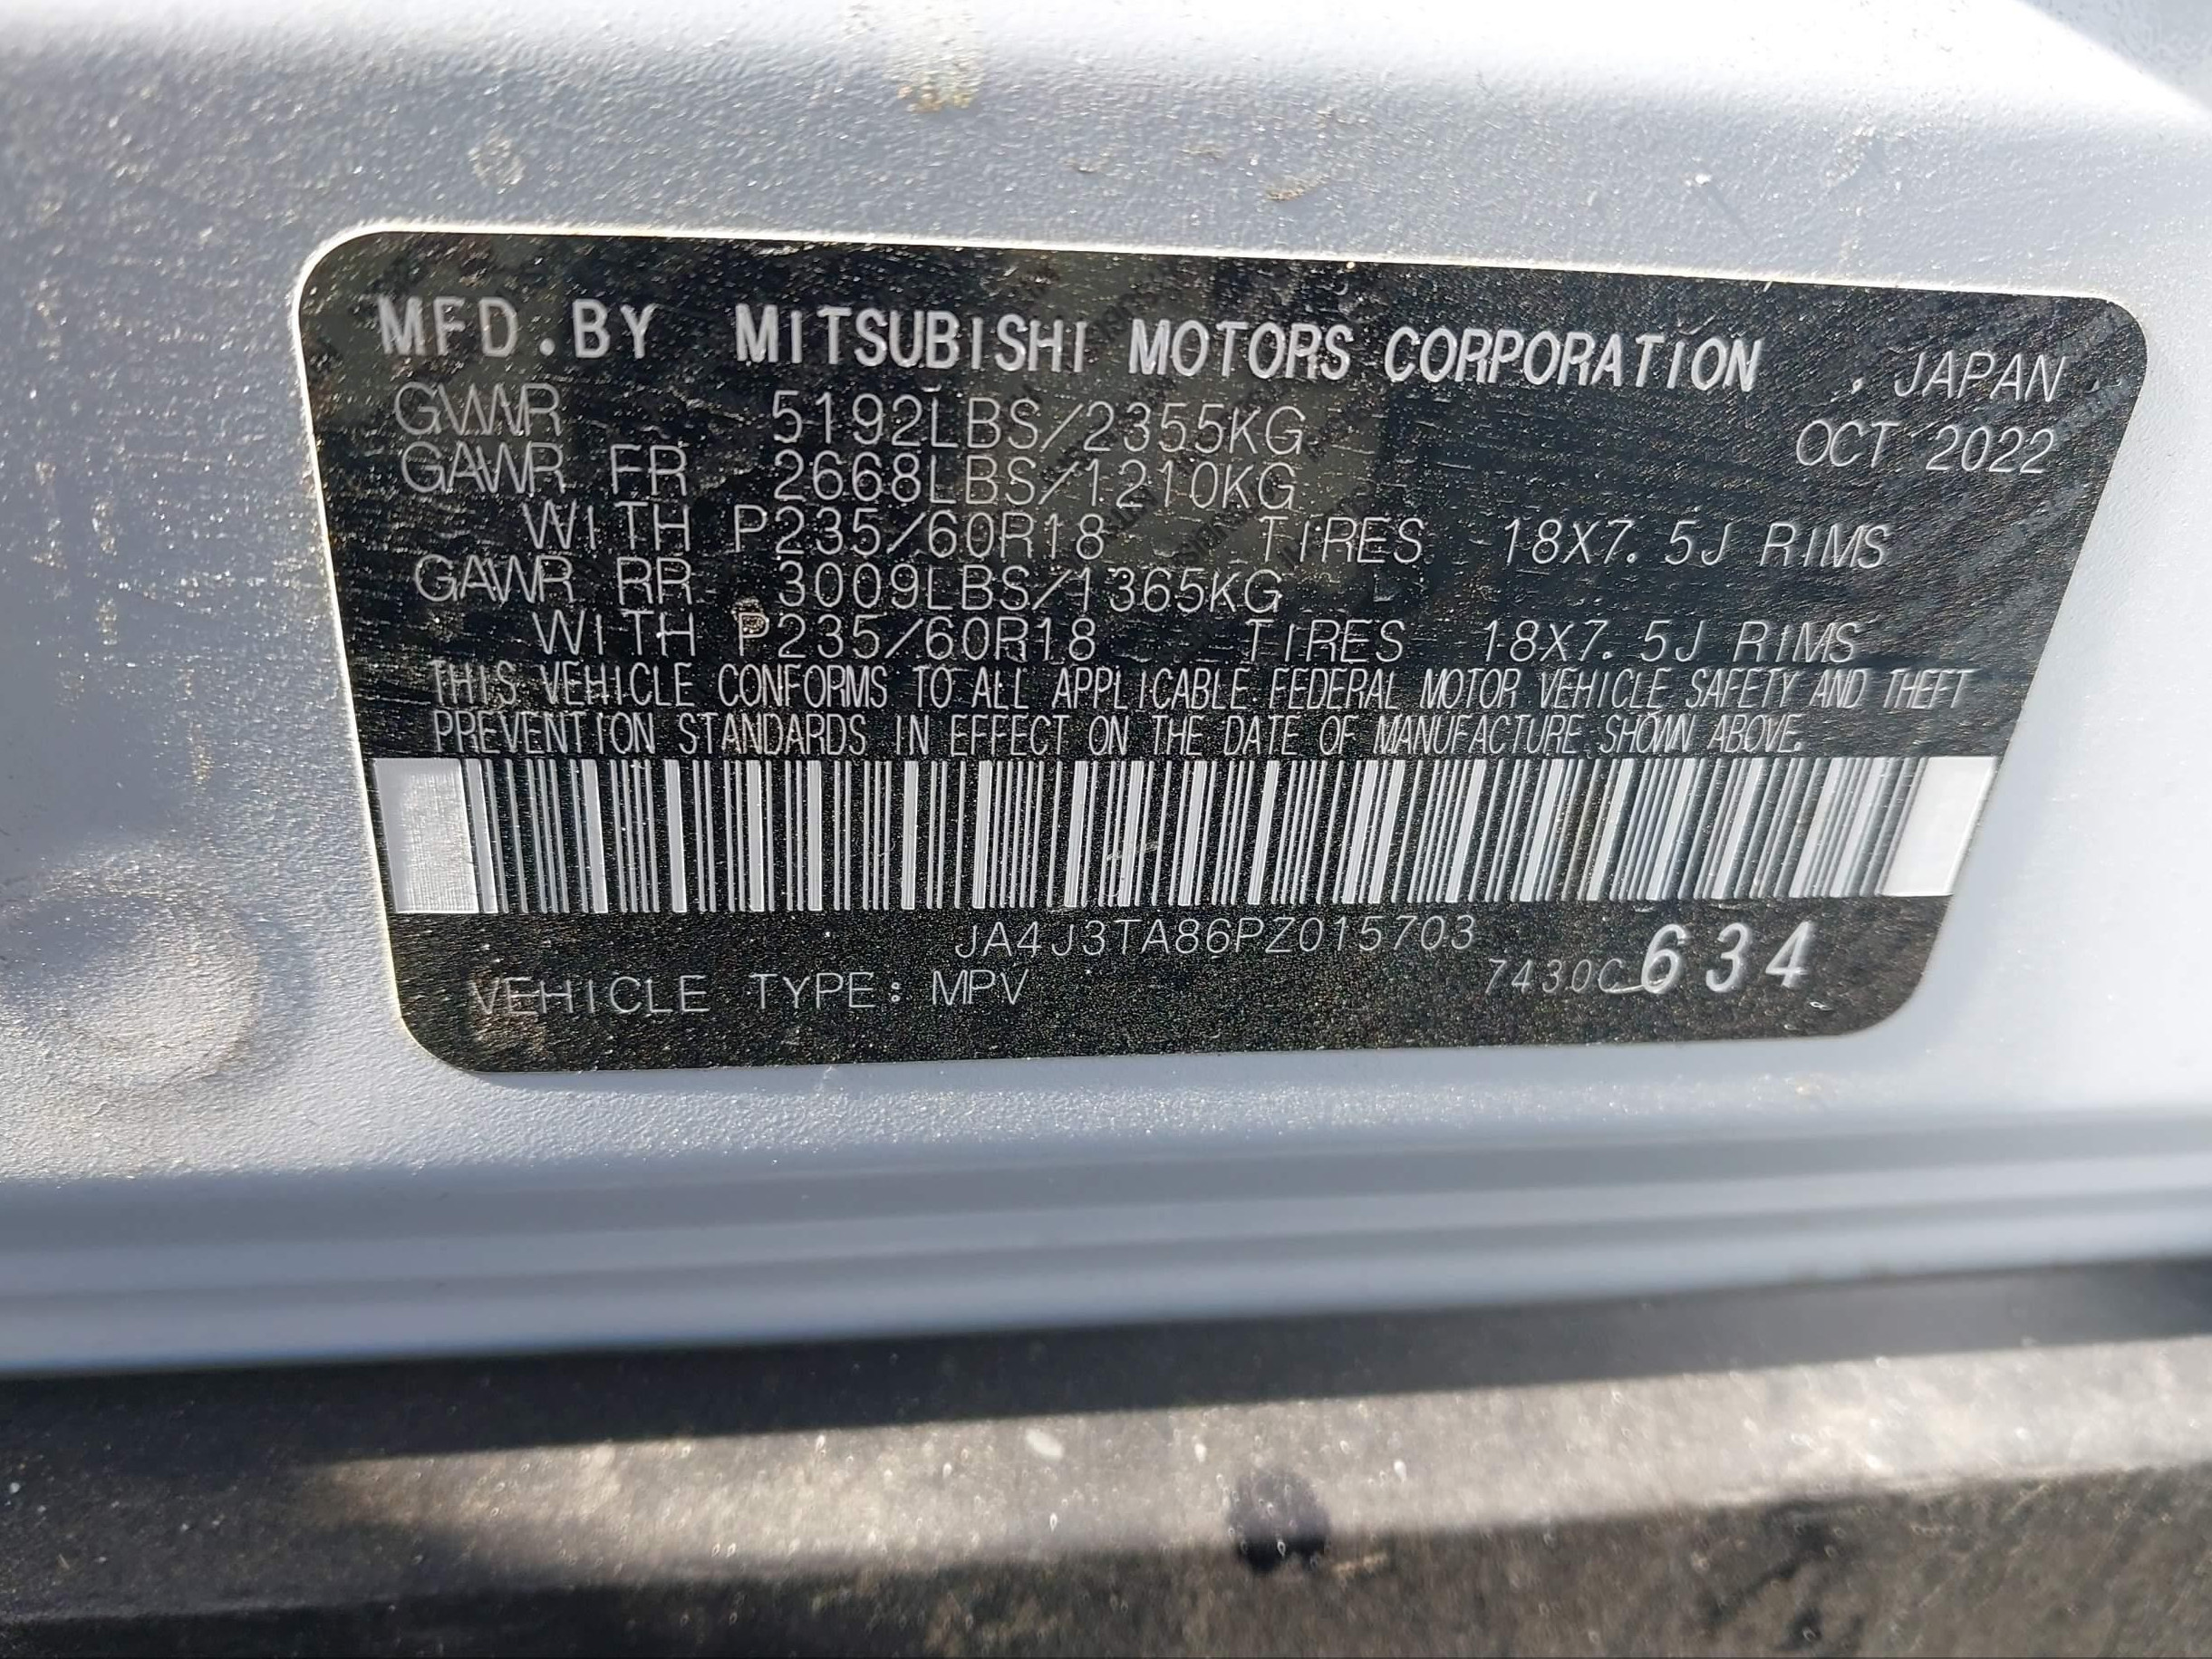 MFD.BY MITSUBISHI MOTORS CORPORATION , JAPAN
GVWR 5192LBS/2355KG OCT 2022
GAWR FR 2668LBS/1210KG
WITH P235/60R18 TIRES 18X7.5J RIMS
GAWR RR 3009LBS/1365KG
WITH P235/60R18 TIRES 18X7.5J RIMS
THIS VEHICLE CONFORMS TO ALL APPLICABLE FEDERAL MOTOR VEHICLE SAFETY AND THEFT
PREVENTION STANDARDS IN EFFECT ON THE DATE OF MANUFACTURE SHOWN ABOVE.
JA4J3TA86PZ015703
VEHICLE TYPE: MPV 7430C634